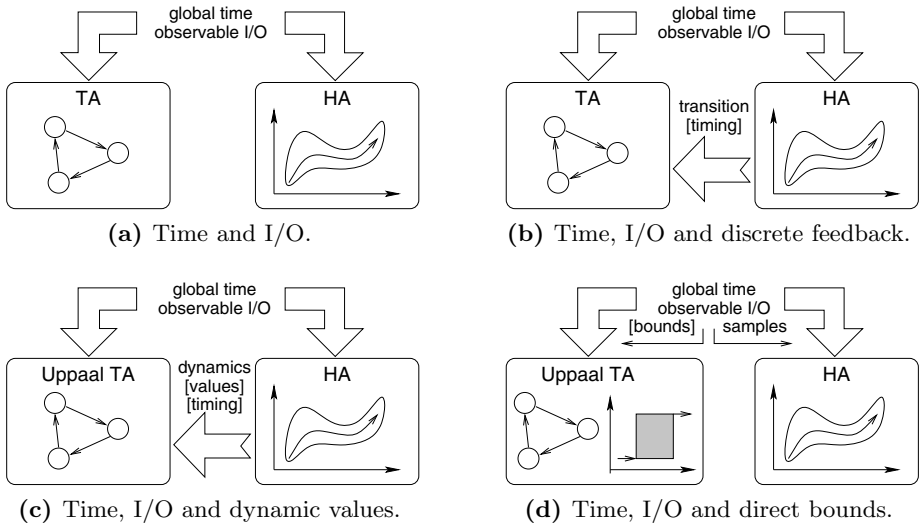 global time
observable I/O
TA
HA
(a) Time and I/O.
global time
observable I/O
TA
transition
[timing]
HA
(b) Time, I/O and discrete feedback.
global time
observable I/O
Uppaal TA
dynamics
[values]
[timing]
HA
(c) Time, I/O and dynamic values.
global time
observable I/O
[bounds] samples
Uppaal TA
HA
(d) Time, I/O and direct bounds.